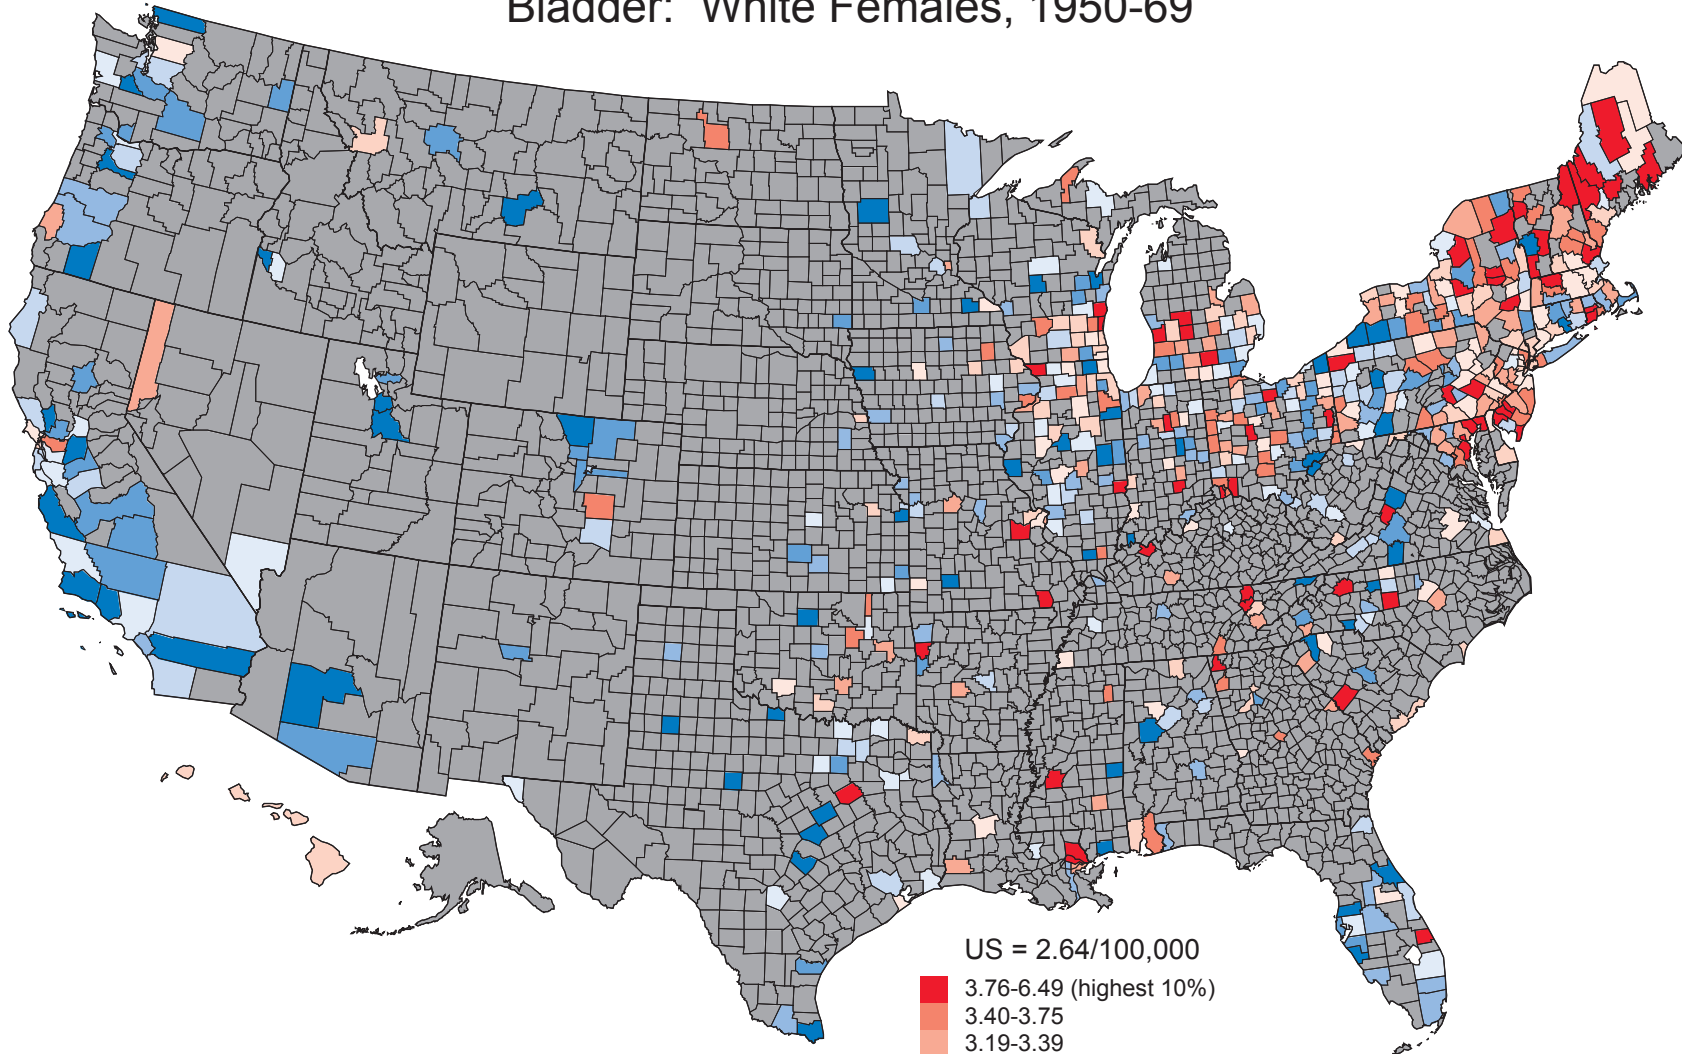 Bladder: White Females, 1950-69
US = 2.64/100,000
3.76-6.49 (highest 10%)
3.40-3.75
3.19-3.39